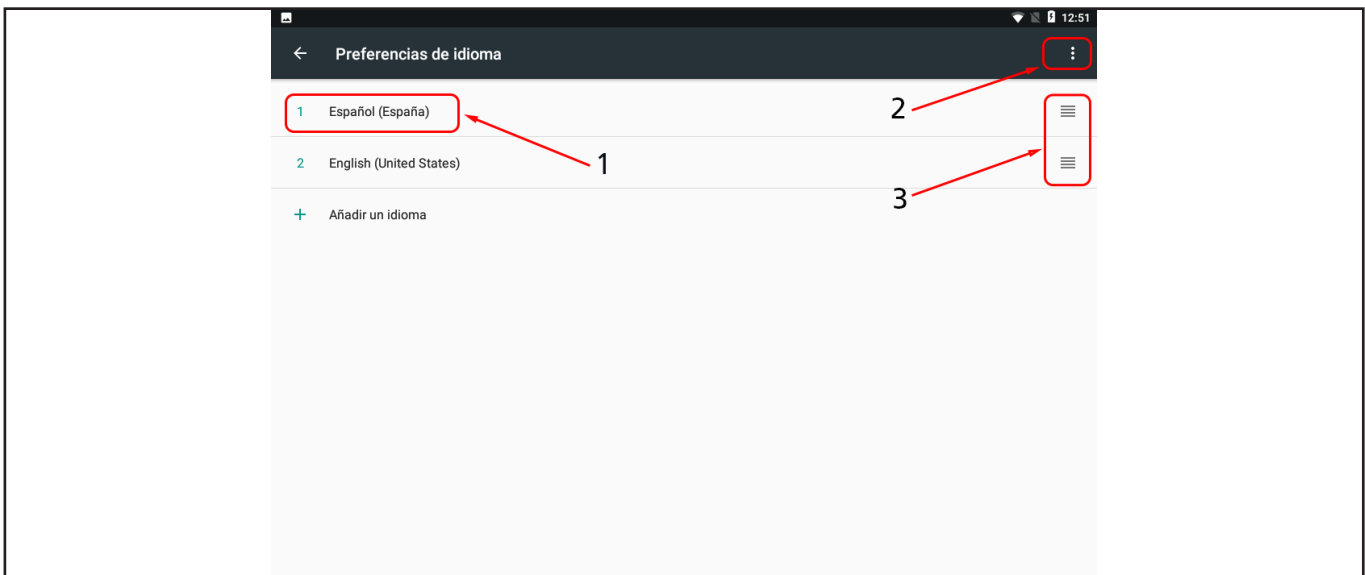 12:51
Preferencias de idioma
2
1 Español (España)
1
2 English (United States)
3
+ Añadir un idioma